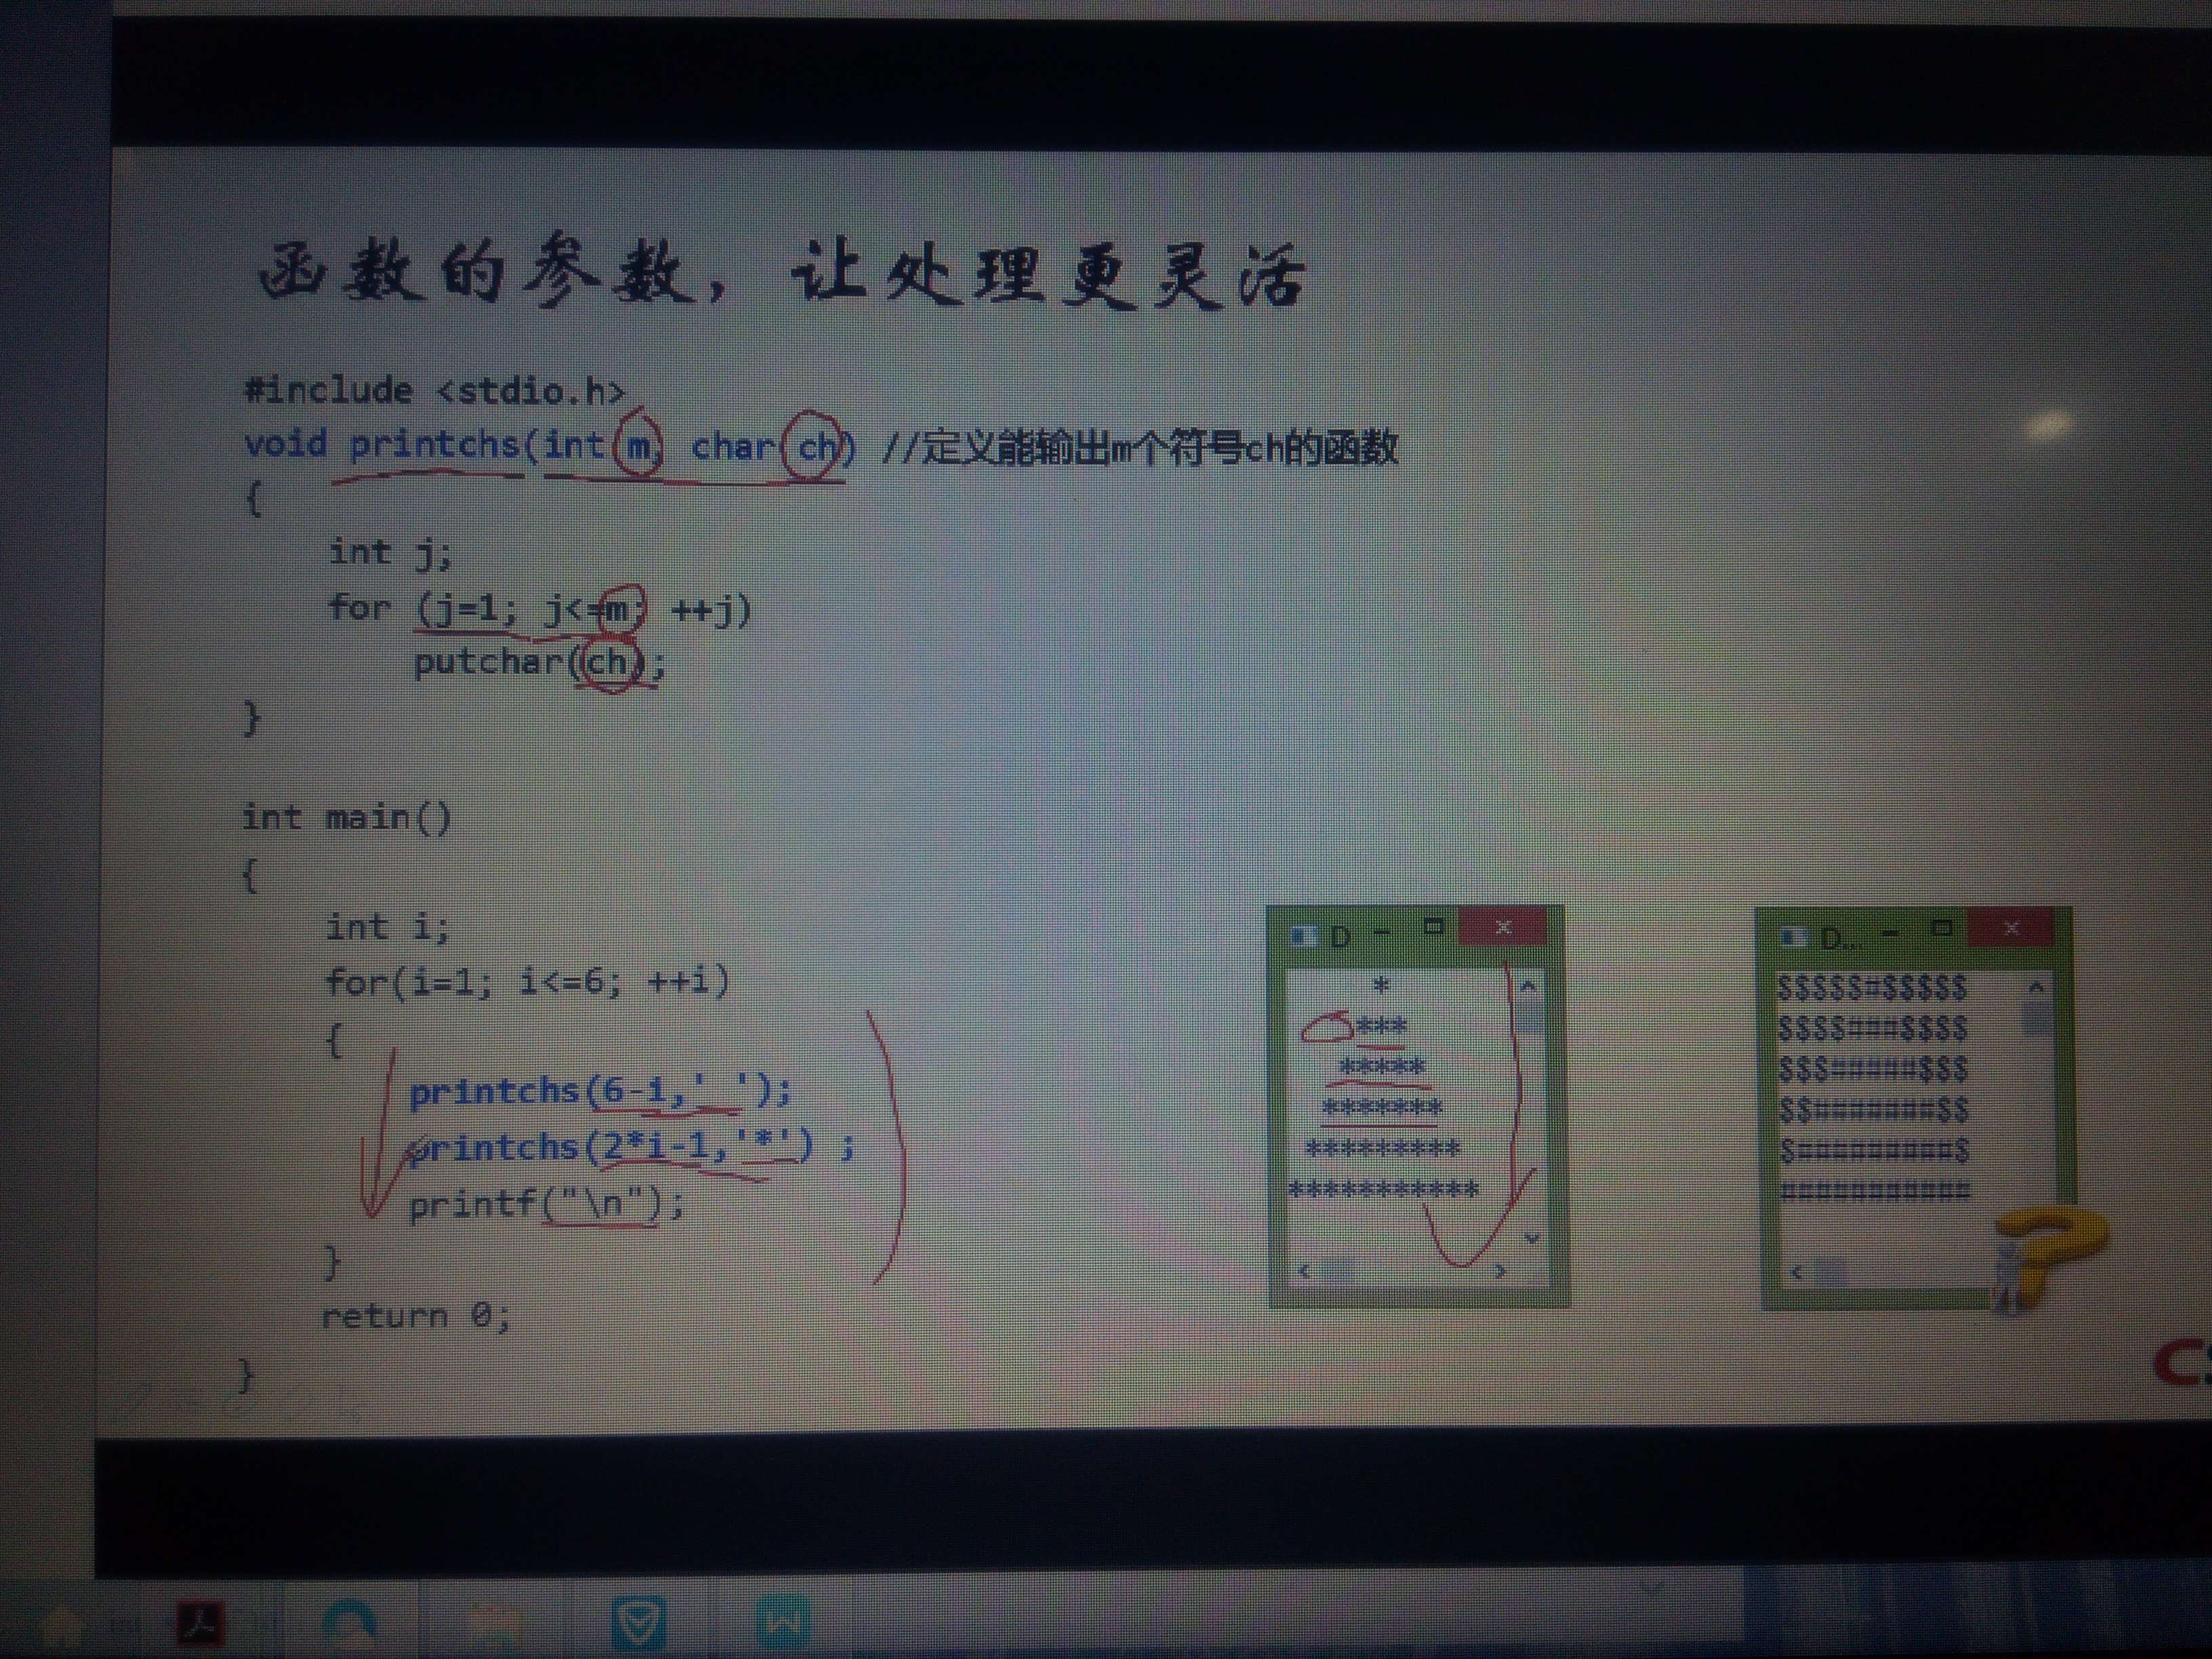 函数的参数，让处理更灵活
#include <stdio.h>
void printchs(int m, char ch) //定义能输出m个符号ch的函数
{
int j;
for (j=1; j<=m; ++j)
putchar(ch);
}
int main()
{
int i;
for(i=1; i<=6; ++i)
{
printchs(6-i,' ');
printchs(2*i-1,'*') ;
printf("\n");
}
return 0;
}
D
*
***
*****
*******
*********
***********
D...
$$$$$#$$$$$
$$$$###$$$$
$$$#####$$$
$$#######$$
$#########$
###########